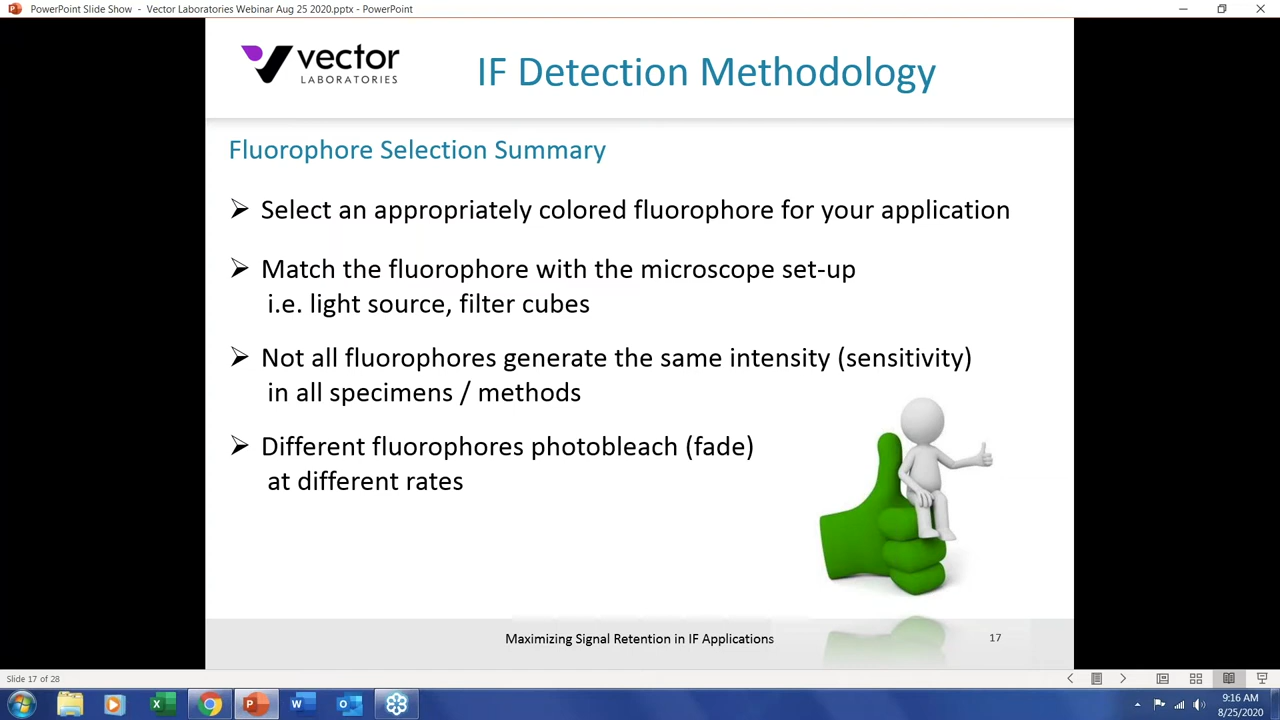 PowerPoint Slide Show - Vector Laboratories Webinar Aug 25 2020.pptx - PowerPoint
vector
LABORATORIES
IF Detection Methodology
Fluorophore Selection Summary
➢ Select an appropriately colored fluorophore for your application
➢ Match the fluorophore with the microscope set-up
i.e. light source, filter cubes
➢ Not all fluorophores generate the same intensity (sensitivity)
in all specimens / methods
➢ Different fluorophores photobleach (fade)
at different rates
Maximizing Signal Retention in IF Applications
17
Slide 17 of 28
9:16 AM
8/25/2020